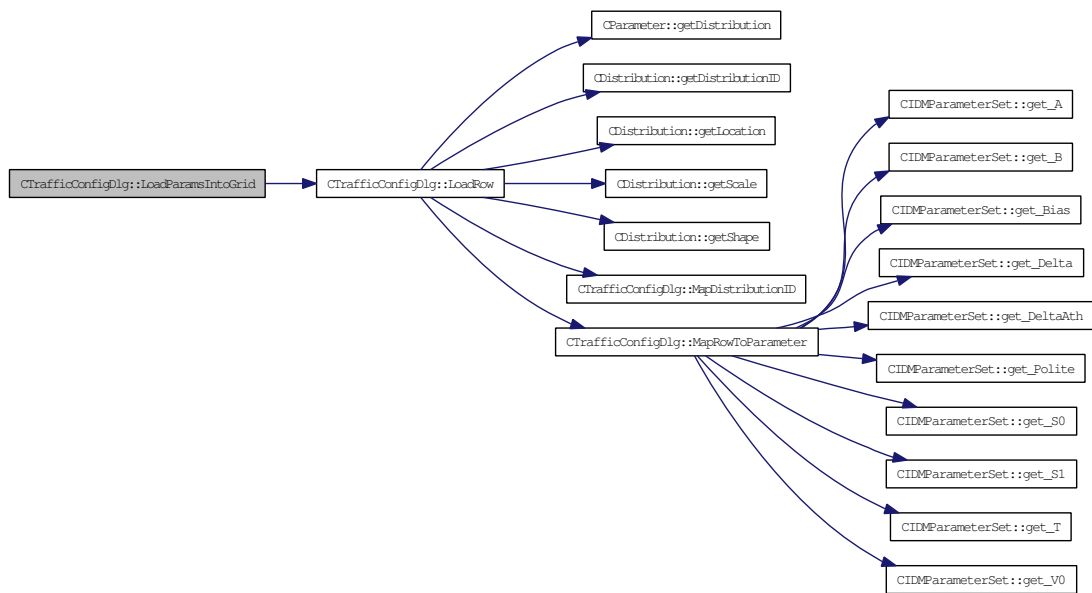 CTrafficConfigDlg::LoadParamsIntoGrid
CTrafficConfigDlg::LoadRow
CParameter::getDistribution
CDistribution::getDistributionID
CDistribution::getLocation
CDistribution::getScale
CDistribution::getShape
CTrafficConfigDlg::MapDistributionID
CTrafficConfigDlg::MapRowToParameter
CIDMParameterSet::get_A
CIDMParameterSet::get_B
CIDMParameterSet::get_Bias
CIDMParameterSet::get_Delta
CIDMParameterSet::get_DeltaAth
CIDMParameterSet::get_Polite
CIDMParameterSet::get_S0
CIDMParameterSet::get_S1
CIDMParameterSet::get_T
CIDMParameterSet::get_V0